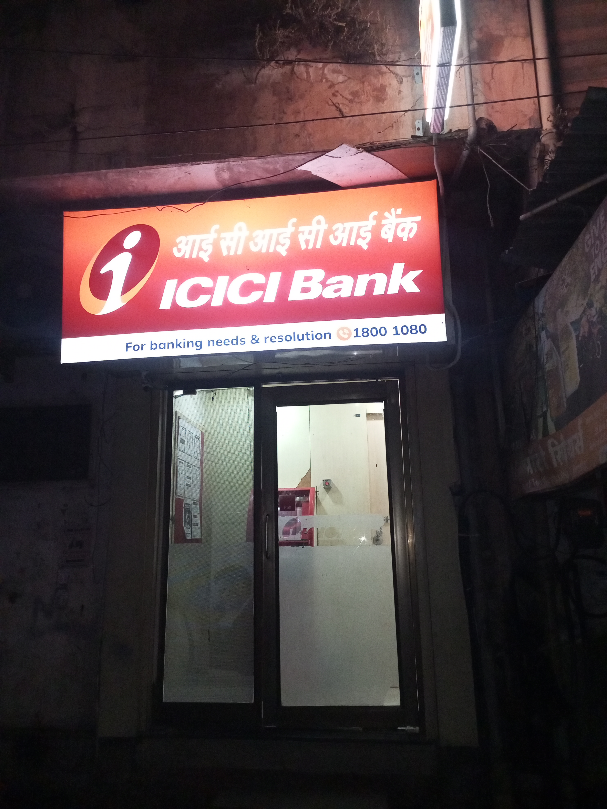 आई सी आई सी आई बैंक
ICICI Bank
For banking needs & resolution 1800 1080